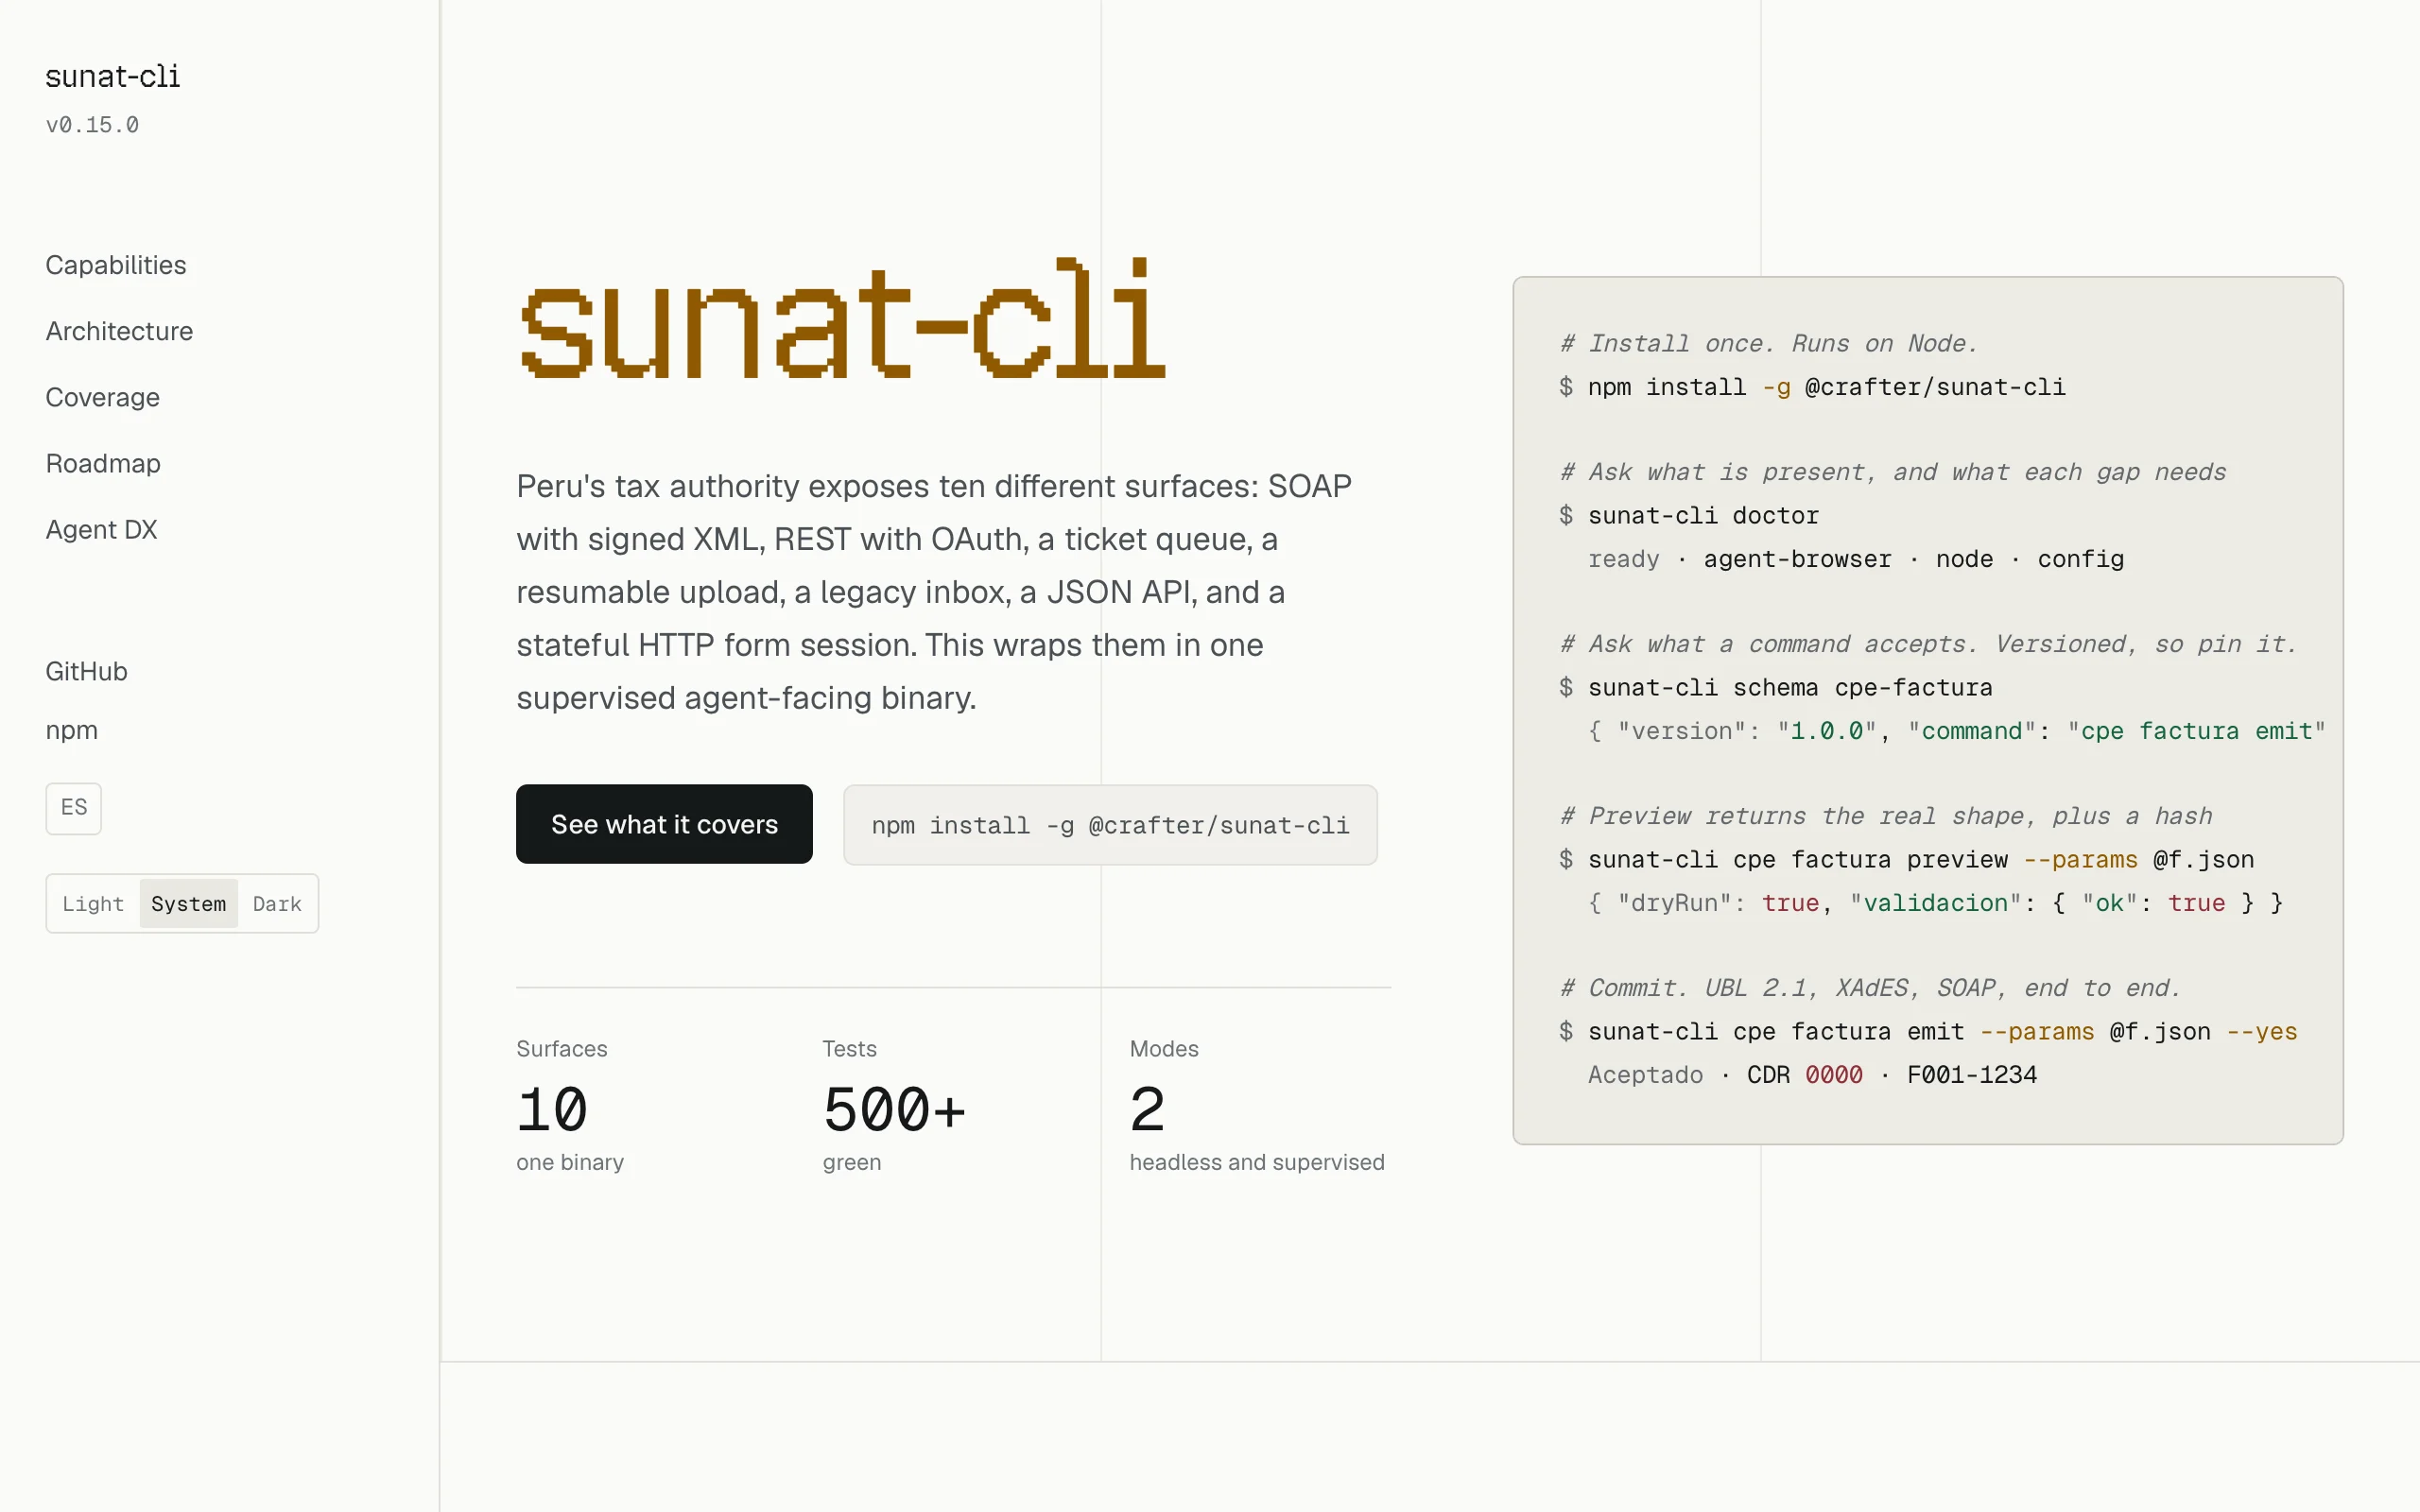 sunat-cli
v0.15.0
Capabilities
Architecture
Coverage
Roadmap
Agent DX
GitHub
npm
ES
Light System Dark
sunat-cli
Peru's tax authority exposes ten different surfaces: SOAP
with signed XML, REST with OAuth, a ticket queue, a
resumable upload, a legacy inbox, a JSON API, and a
stateful HTTP form session. This wraps them in one
supervised agent-facing binary.
See what it covers
npm install -g @crafter/sunat-cli
Surfaces
10
one binary
Tests
500+
green
Modes
2
headless and supervised
# Install once. Runs on Node.
$ npm install -g @crafter/sunat-cli
# Ask what is present, and what each gap needs
$ sunat-cli doctor
ready · agent-browser · node · config
# Ask what a command accepts. Versioned, so pin it.
$ sunat-cli schema cpe-factura
{ "version": "1.0.0", "command": "cpe factura emit"
# Preview returns the real shape, plus a hash
$ sunat-cli cpe factura preview --params @f.json
{ "dryRun": true, "validacion": { "ok": true } }
# Commit. UBL 2.1, XAdES, SOAP, end to end.
$ sunat-cli cpe factura emit --params @f.json --yes
Aceptado · CDR 0000 · F001-1234